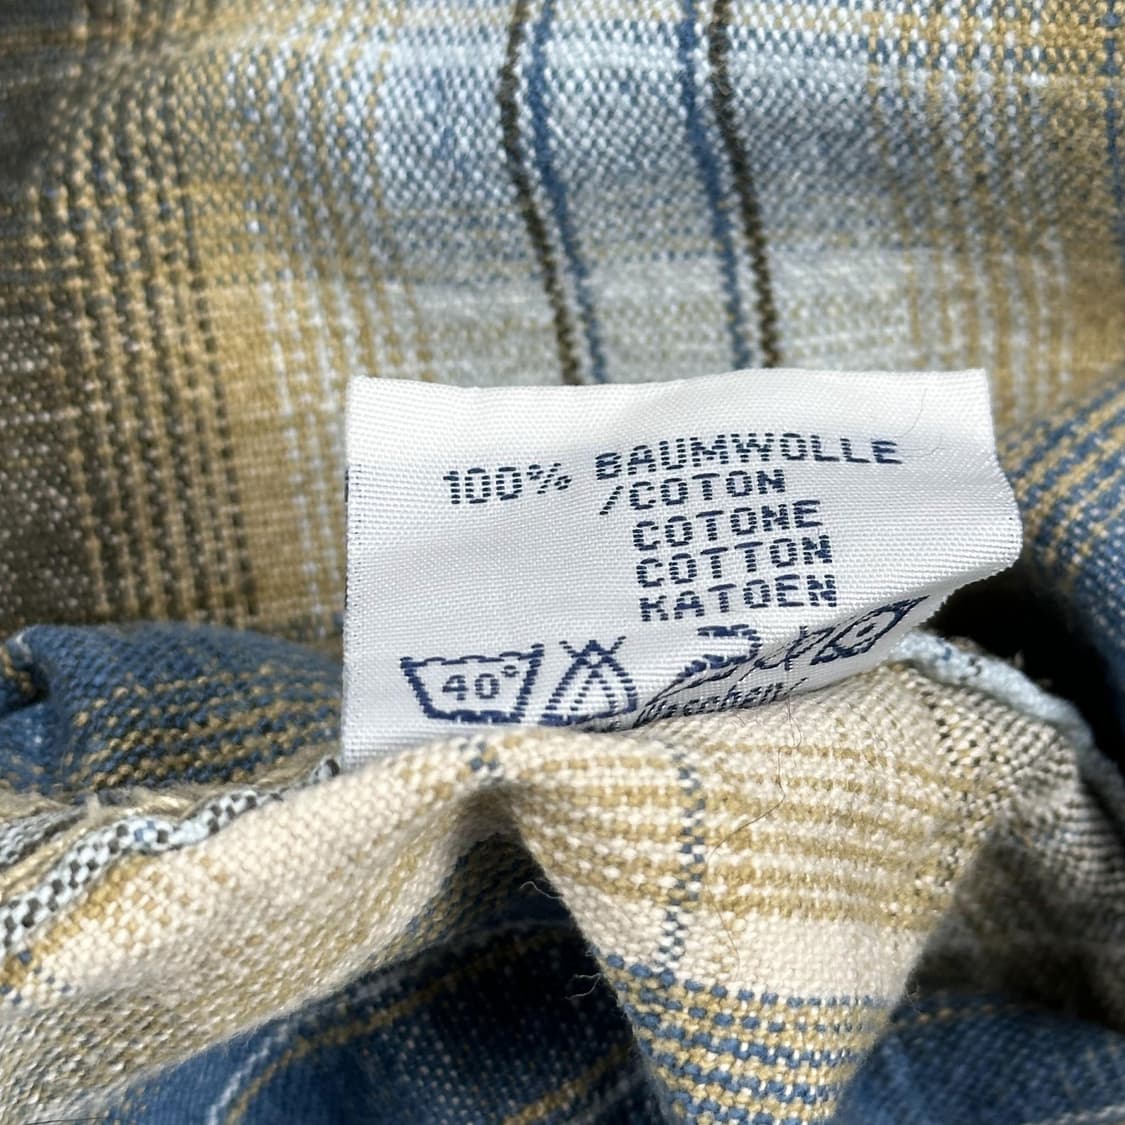 100% BAUMWOLLE
/COTON
COTONE
COTTON
KATOEN
40°